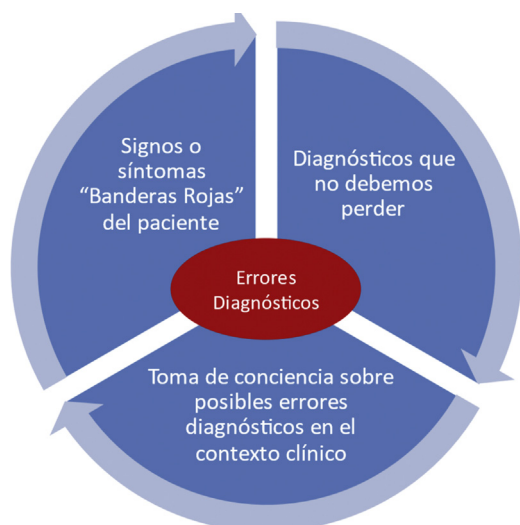 Signos o
síntomas
“Banderas Rojas”
del paciente
Diagnósticos que
no debemos
perder
Errores
Diagnósticos
Toma de conciencia sobre
posibles errores
diagnósticos en el
contexto clínico